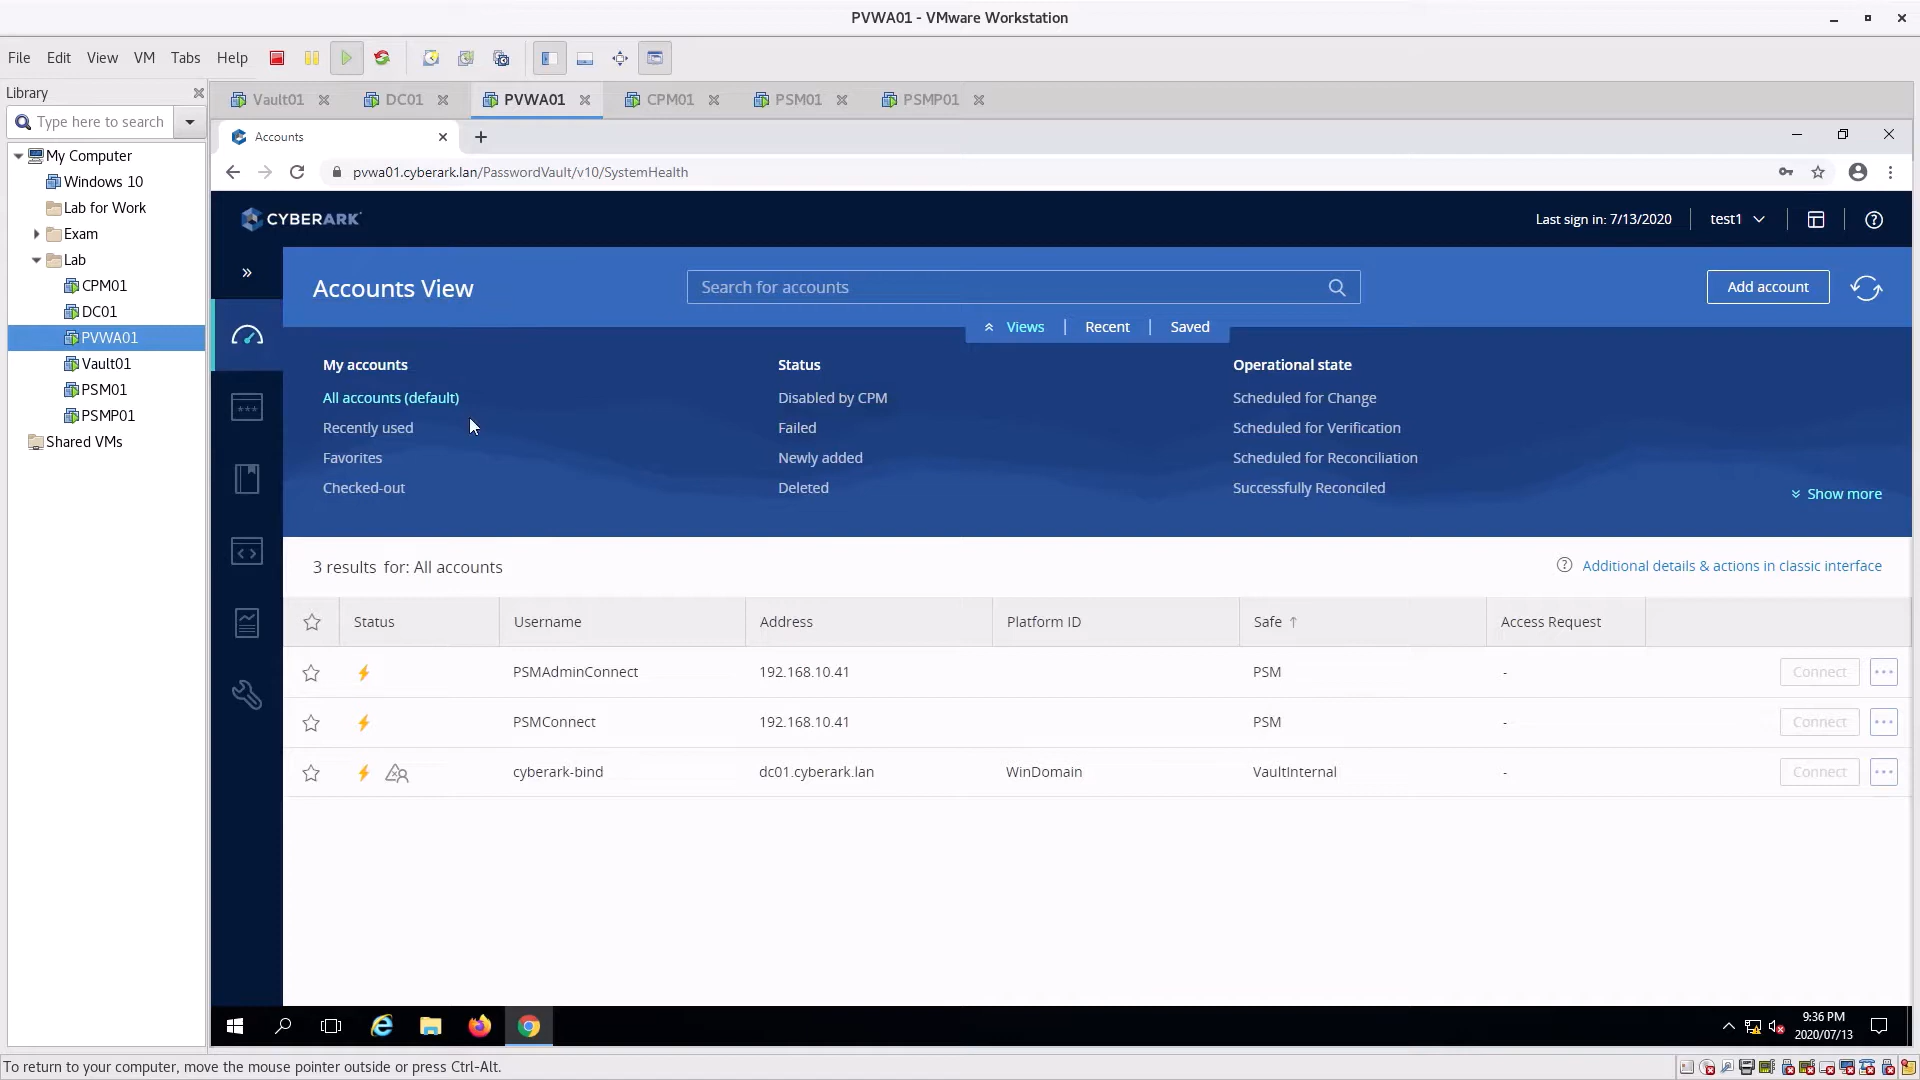 PVWA01 - VMware Workstation
File Edit View VM Tabs Help
Library
Type here to search
My Computer
Windows 10
Lab for Work
Exam
Lab
CPM01
DC01
PVWA01
Vault01
PSM01
PSMP01
Shared VMs
Vault01 DC01 PVWA01 CPM01 PSM01 PSMP01
Accounts
pvwa01.cyberark.lan/PasswordVault/v10/SystemHealth
CYBERARK
Last sign in: 7/13/2020 test1
Accounts View
Search for accounts
Add account
Views | Recent | Saved
My accounts
All accounts (default)
Recently used
Favorites
Checked-out
Status
Disabled by CPM
Failed
Newly added
Deleted
Operational state
Scheduled for Change
Scheduled for Verification
Scheduled for Reconciliation
Successfully Reconciled
Show more
3 results for: All accounts
Additional details & actions in classic interface
Status Username Address Platform ID Safe ↑ Access Request
PSMAdminConnect 192.168.10.41 PSM - Connect ...
PSMConnect 192.168.10.41 PSM - Connect ...
cyberark-bind dc01.cyberark.lan WinDomain VaultInternal - Connect ...
9:36 PM
2020/07/13
To return to your computer, move the mouse pointer outside or press Ctrl-Alt.